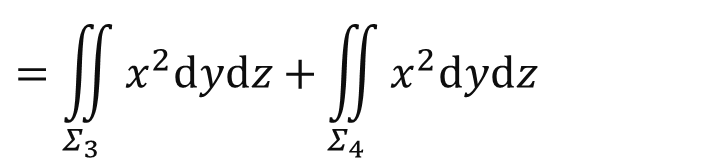 = ∬_{Σ₃} x²dydz + ∬_{Σ₄} x²dydz